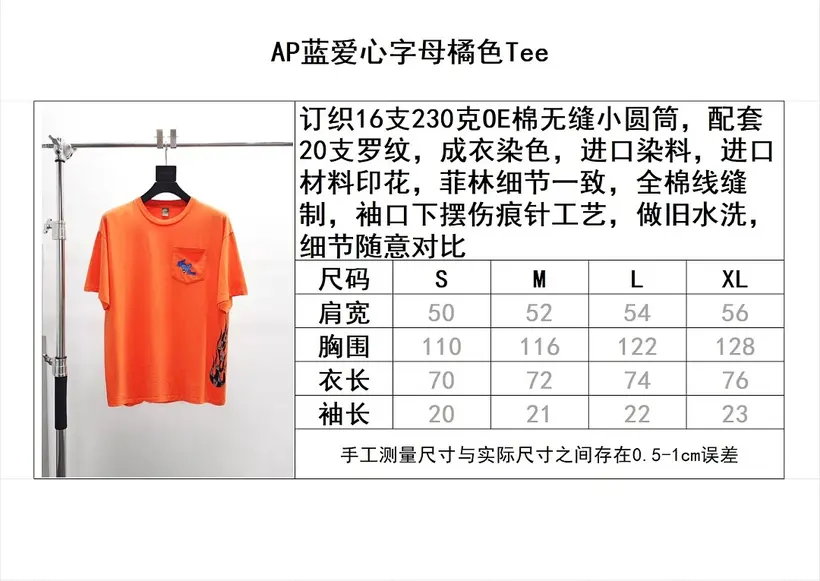 AP蓝爱心字母橘色Tee
订织16支230克OE棉无缝小圆筒，配套
20支罗纹，成衣染色，进口染料，进口
材料印花，菲林细节一致，全棉线缝
制，袖口下摆伤痕针工艺，做旧水洗，
细节随意对比
尺码 S M L XL
肩宽 50 52 54 56
胸围 110 116 122 128
衣长 70 72 74 76
袖长 20 21 22 23
手工测量尺寸与实际尺寸之间存在0.5-1cm误差